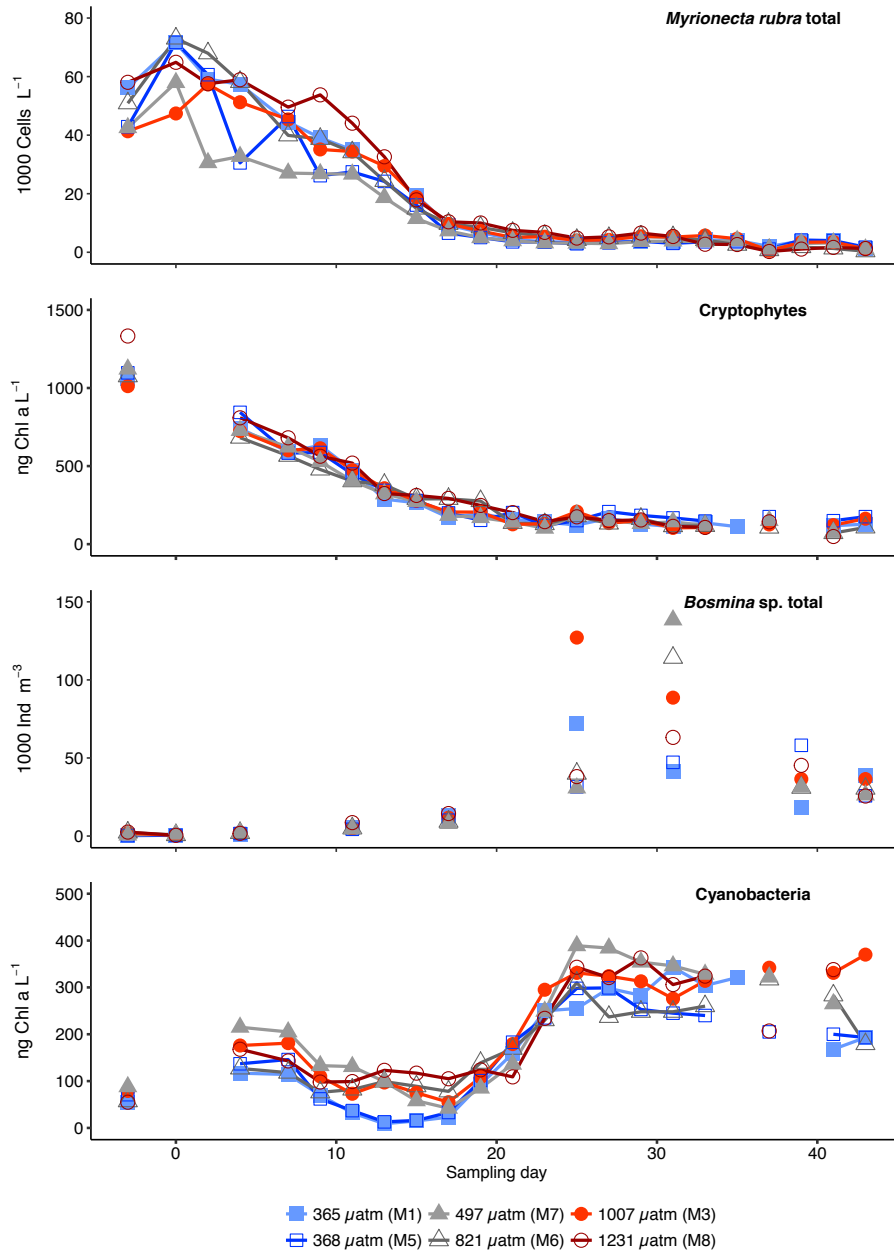 Myrionecta rubra total
80
60
40
20
0
1000 Cells L⁻¹
Cryptophytes
1500
1000
500
0
ng Chl a L⁻¹
Bosmina sp. total
150
100
50
0
1000 Ind m⁻³
Cyanobacteria
500
400
300
200
100
0
ng Chl a L⁻¹
0 10 20 30 40
Sampling day
365 µatm (M1) 497 µatm (M7) 1007 µatm (M3)
368 µatm (M5) 821 µatm (M6) 1231 µatm (M8)